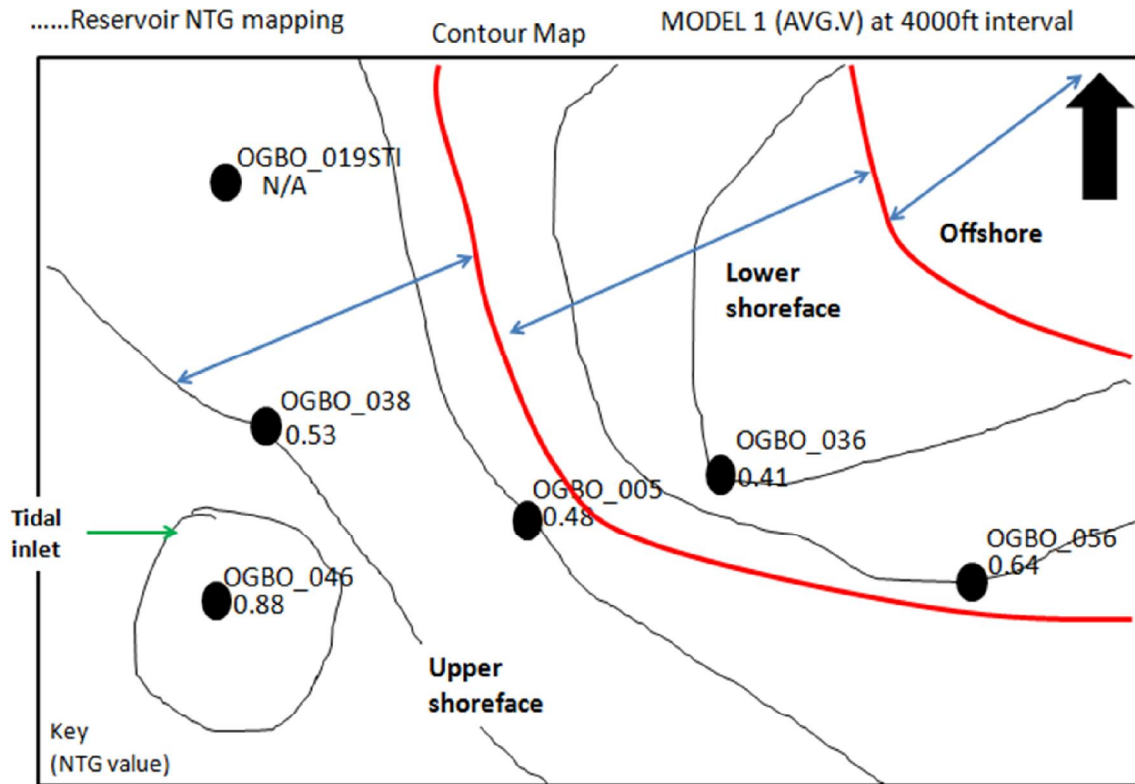 ......Reservoir NTG mapping
Contour Map
MODEL 1 (AVG.V) at 4000ft interval
OGBO_019STI
N/A
Offshore
Lower
shoreface
OGBO_038
0.53
OGBO_036
0.41
OGBO_005
0.48
Tidal
inlet
OGBO_056
0.64
OGBO_046
0.88
Upper
shoreface
Key
(NTG value)